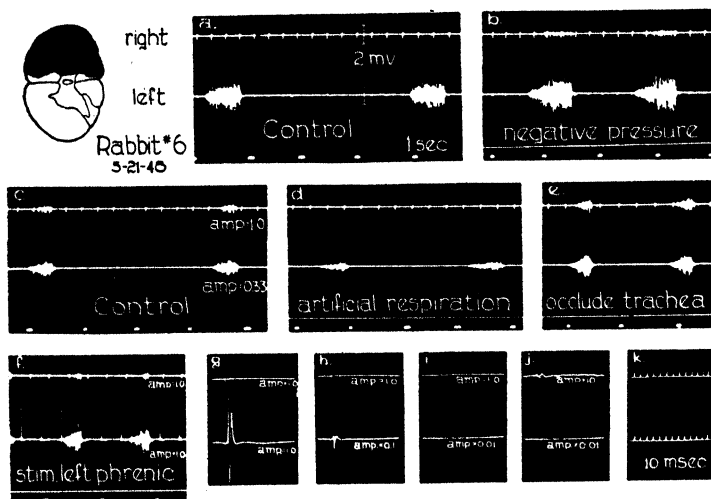 right
left
Rabbit #6
3-21-48
a.
2 mv
Control
1 sec
b
negative pressure
c
amp:1.0
amp:.033
Control
d
artificial respiration
e.
occlude trachea
f.
amp:1.0
amp:1.0
stim. left phrenic
g.
amp:1.0
amp:1.0
h.
amp:1.0
amp:0.1
i.
amp:1.0
amp:0.01
j.
amp:1.0
amp:0.01
k.
10 msec